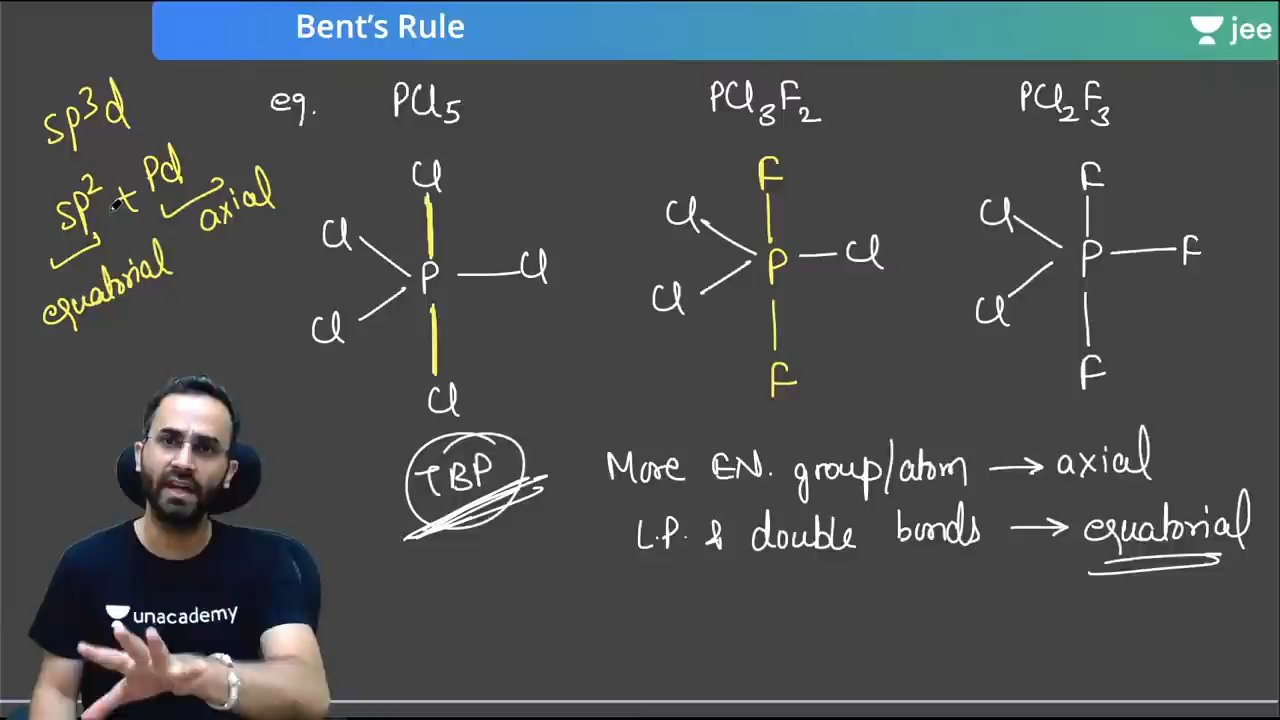 Bent's Rule
jee
sp³d
sp² + Pd
equatorial
axial
eg. PCl₅
Cl
Cl
P
Cl
Cl
Cl
PCl₃F₂
F
Cl
P
Cl
Cl
F
PCl₂F₃
F
Cl
P
F
Cl
F
TBP
More EN. group/atom → axial
L.P. & double bonds → equatorial
unacademy